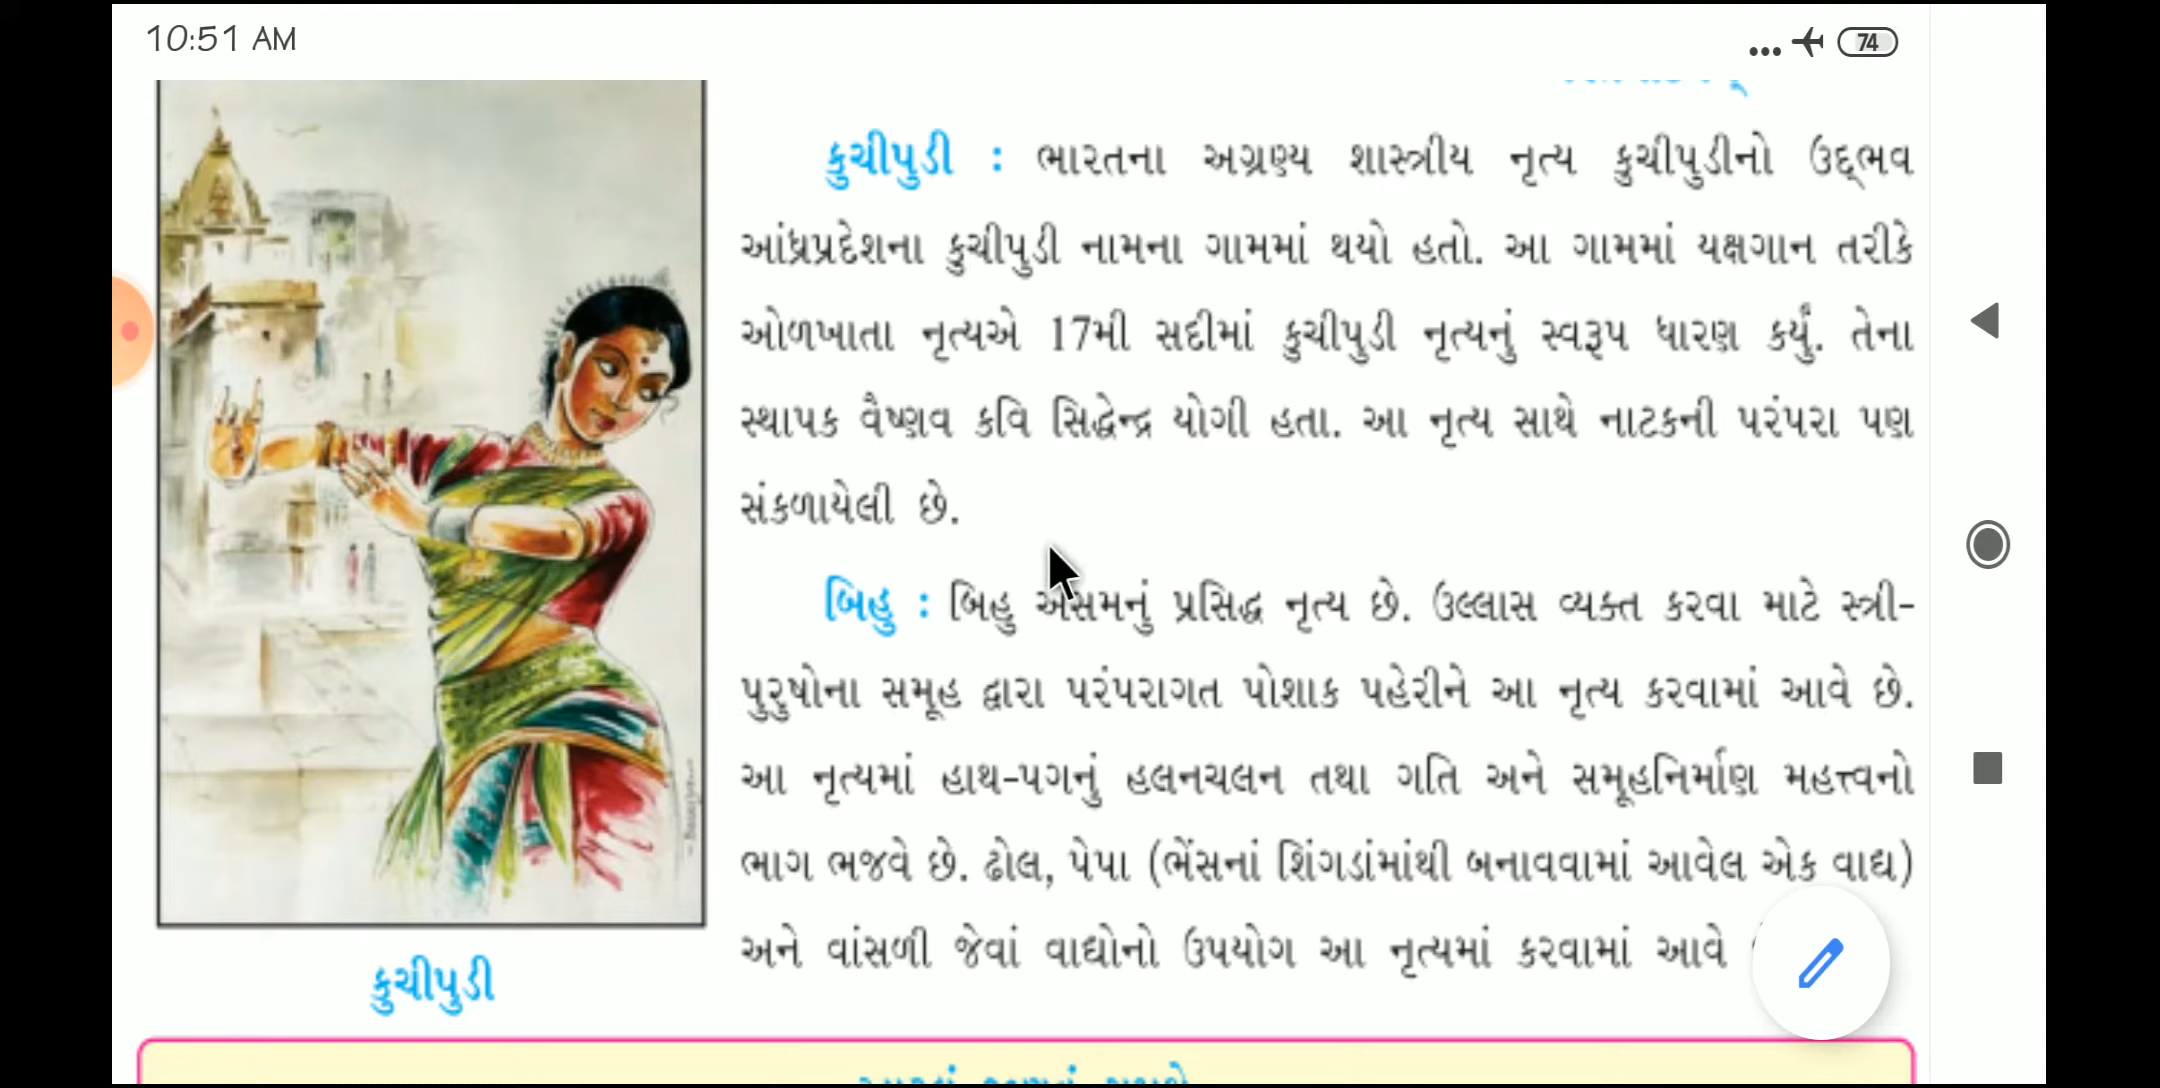 10:51 AM
74
કુચીપુડી : ભારતના અગ્રણ્ય શાસ્ત્રીય નૃત્ય કુચીપુડીનો ઉદ્ભવ
આંધ્રપ્રદેશના કુચીપુડી નામના ગામમાં થયો હતો. આ ગામમાં યક્ષગાન તરીકે
ઓળખાતા નૃત્યએ 17મી સદીમાં કુચીપુડી નૃત્યનું સ્વરૂપ ધારણ કર્યું. તેના
સ્થાપક વૈષ્ણવ કવિ સિદ્ધેન્દ્ર યોગી હતા. આ નૃત્ય સાથે નાટકની પરંપરા પણ
સંકળાયેલી છે.
બિહુ : બિહુ અસમનું પ્રસિદ્ધ નૃત્ય છે. ઉલ્લાસ વ્યક્ત કરવા માટે સ્ત્રી-
પુરુષોના સમૂહ દ્વારા પરંપરાગત પોશાક પહેરીને આ નૃત્ય કરવામાં આવે છે.
આ નૃત્યમાં હાથ-પગનું હલનચલન તથા ગતિ અને સમૂહનિર્માણ મહત્ત્વનો
ભાગ ભજવે છે. ઢોલ, પેપા (ભેંસનાં શિંગડાંમાંથી બનાવવામાં આવેલ એક વાદ્ય)
અને વાંસળી જેવાં વાદ્યોનો ઉપયોગ આ નૃત્યમાં કરવામાં આવે
કુચીપુડી